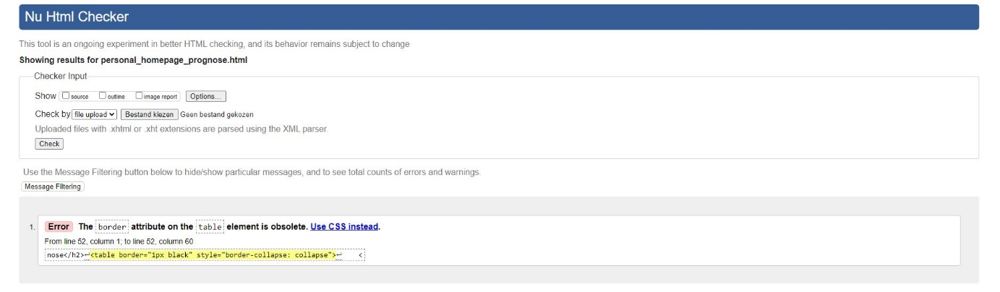 Nu Html Checker
This tool is an ongoing experiment in better HTML checking, and its behavior remains subject to change
Showing results for personal_homepage_prognose.html
Checker Input
Show source outline image report Options...
Check by file upload Bestand kiezen Geen bestand gekozen
Uploaded files with .xhtml or .xht extensions are parsed using the XML parser.
Check
Use the Message Filtering button below to hide/show particular messages, and to see total counts of errors and warnings.
Message Filtering
1. Error The border attribute on the table element is obsolete. Use CSS instead.
From line 52, column 1; to line 52, column 60
nose</h2>↩<table border="1px black" style="border-collapse: collapse">↩    <